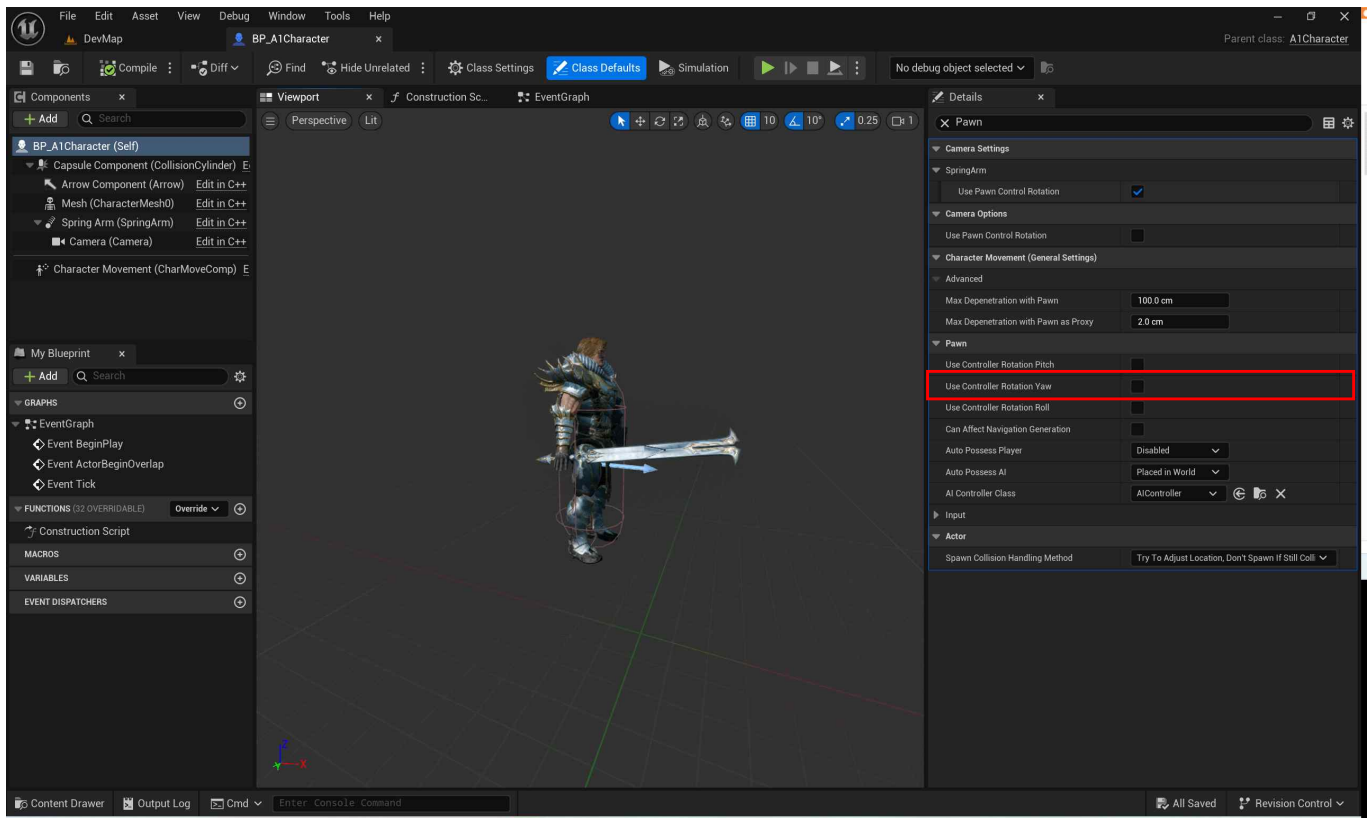 File Edit Asset View Debug Window Tools Help
DevMap BP_A1Character Parent class: A1Character
Compile Diff Find Hide Unrelated Class Settings Class Defaults Simulation No debug object selected
Components
Add Search
BP_A1Character (Self)
Capsule Component (CollisionCylinder)
Arrow Component (Arrow) Edit in C++
Mesh (CharacterMesh0) Edit in C++
Spring Arm (SpringArm) Edit in C++
Camera (Camera) Edit in C++
Character Movement (CharMoveComp) E
My Blueprint
Add Search
GRAPHS
EventGraph
Event BeginPlay
Event ActorBeginOverlap
Event Tick
FUNCTIONS (32 OVERRIDABLE) Override
Construction Script
MACROS
VARIABLES
EVENT DISPATCHERS
Viewport Construction Sc... EventGraph
Perspective Lit 10 10° 0.25 1
Z
Y X
Details
Pawn
Camera Settings
SpringArm
Use Pawn Control Rotation
Camera Options
Use Pawn Control Rotation
Character Movement (General Settings)
Advanced
Max Depenetration with Pawn 100.0 cm
Max Depenetration with Pawn as Proxy 2.0 cm
Pawn
Use Controller Rotation Pitch
Use Controller Rotation Yaw
Use Controller Rotation Roll
Can Affect Navigation Generation
Auto Possess Player Disabled
Auto Possess AI Placed in World
AI Controller Class AIController
Input
Actor
Spawn Collision Handling Method Try To Adjust Location, Don't Spawn If Still Colli
Content Drawer Output Log Cmd Enter Console Command All Saved Revision Control